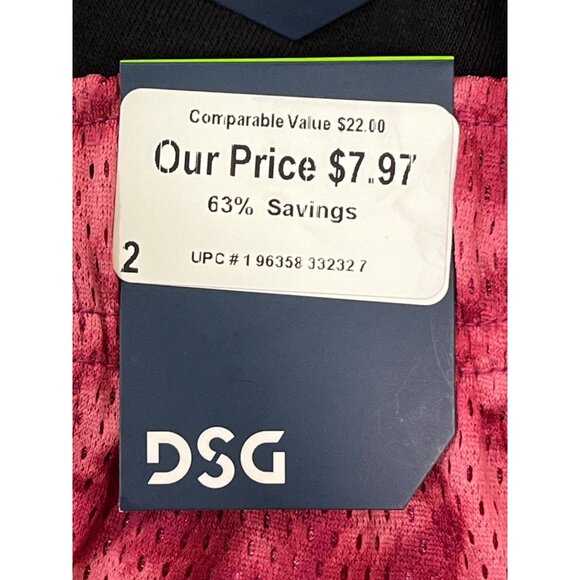 Comparable Value $22.00
Our Price $7.97
63% Savings
2
UPC # 1 96358 33232 7
DSG